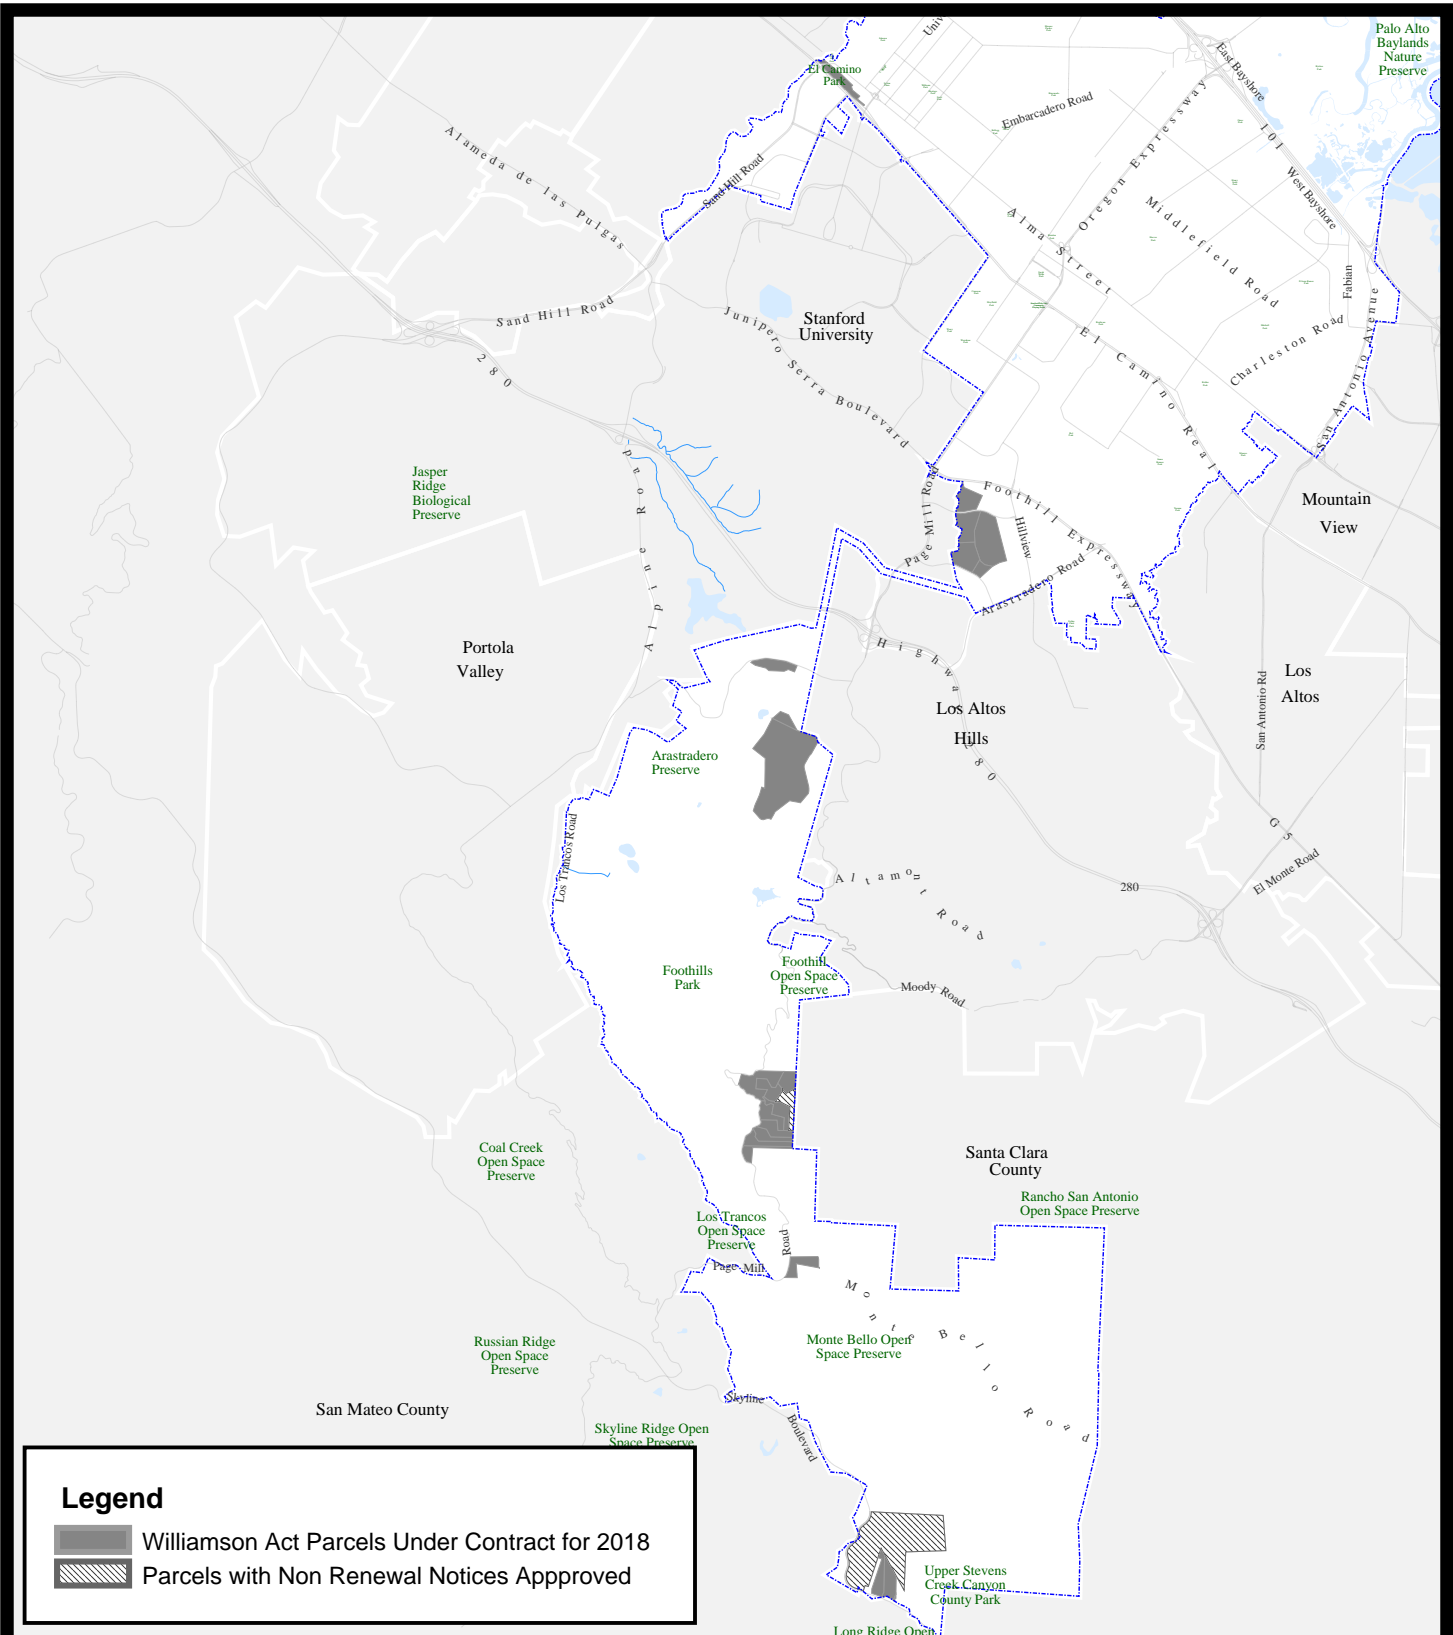 Palo Alto
Baylands
Nature
Preserve
Univ
El Camino
Park
East Bayshore
Embarcadero Road
Oregon Expressway
101
West Bayshore
Alameda de las Pulgas
Sand Hill Road
Middlefield Road
Alma Street
Fabian
Sand Hill Road
Junipero Serra Boulevard
Stanford
University
El Camino Real
Charleston Road
San Antonio Avenue
280
Jasper
Ridge
Biological
Preserve
Alpine Road
Page Mill Road
Foothill Expressway
Hillview
Arastradero Road
Mountain
View
Portola
Valley
Highway 280
Los Altos
Hills
San Antonio Rd
Los
Altos
Arastradero
Preserve
Los Trancos Road
G5
El Monte Road
Altamont Road
280
Foothills
Park
Foothill
Open Space
Preserve
Moody Road
Coal Creek
Open Space
Preserve
Santa Clara
County
Rancho San Antonio
Open Space Preserve
Los Trancos
Open Space
Preserve
Page Mill
Road
Monte Bello Road
Monte Bello Open
Space Preserve
Russian Ridge
Open Space
Preserve
San Mateo County
Skyline
Boulevard
Skyline Ridge Open
Space Preserve
Upper Stevens
Creek Canyon
County Park
Long Ridge Open
Legend
Williamson Act Parcels Under Contract for 2018
Parcels with Non Renewal Notices Appproved